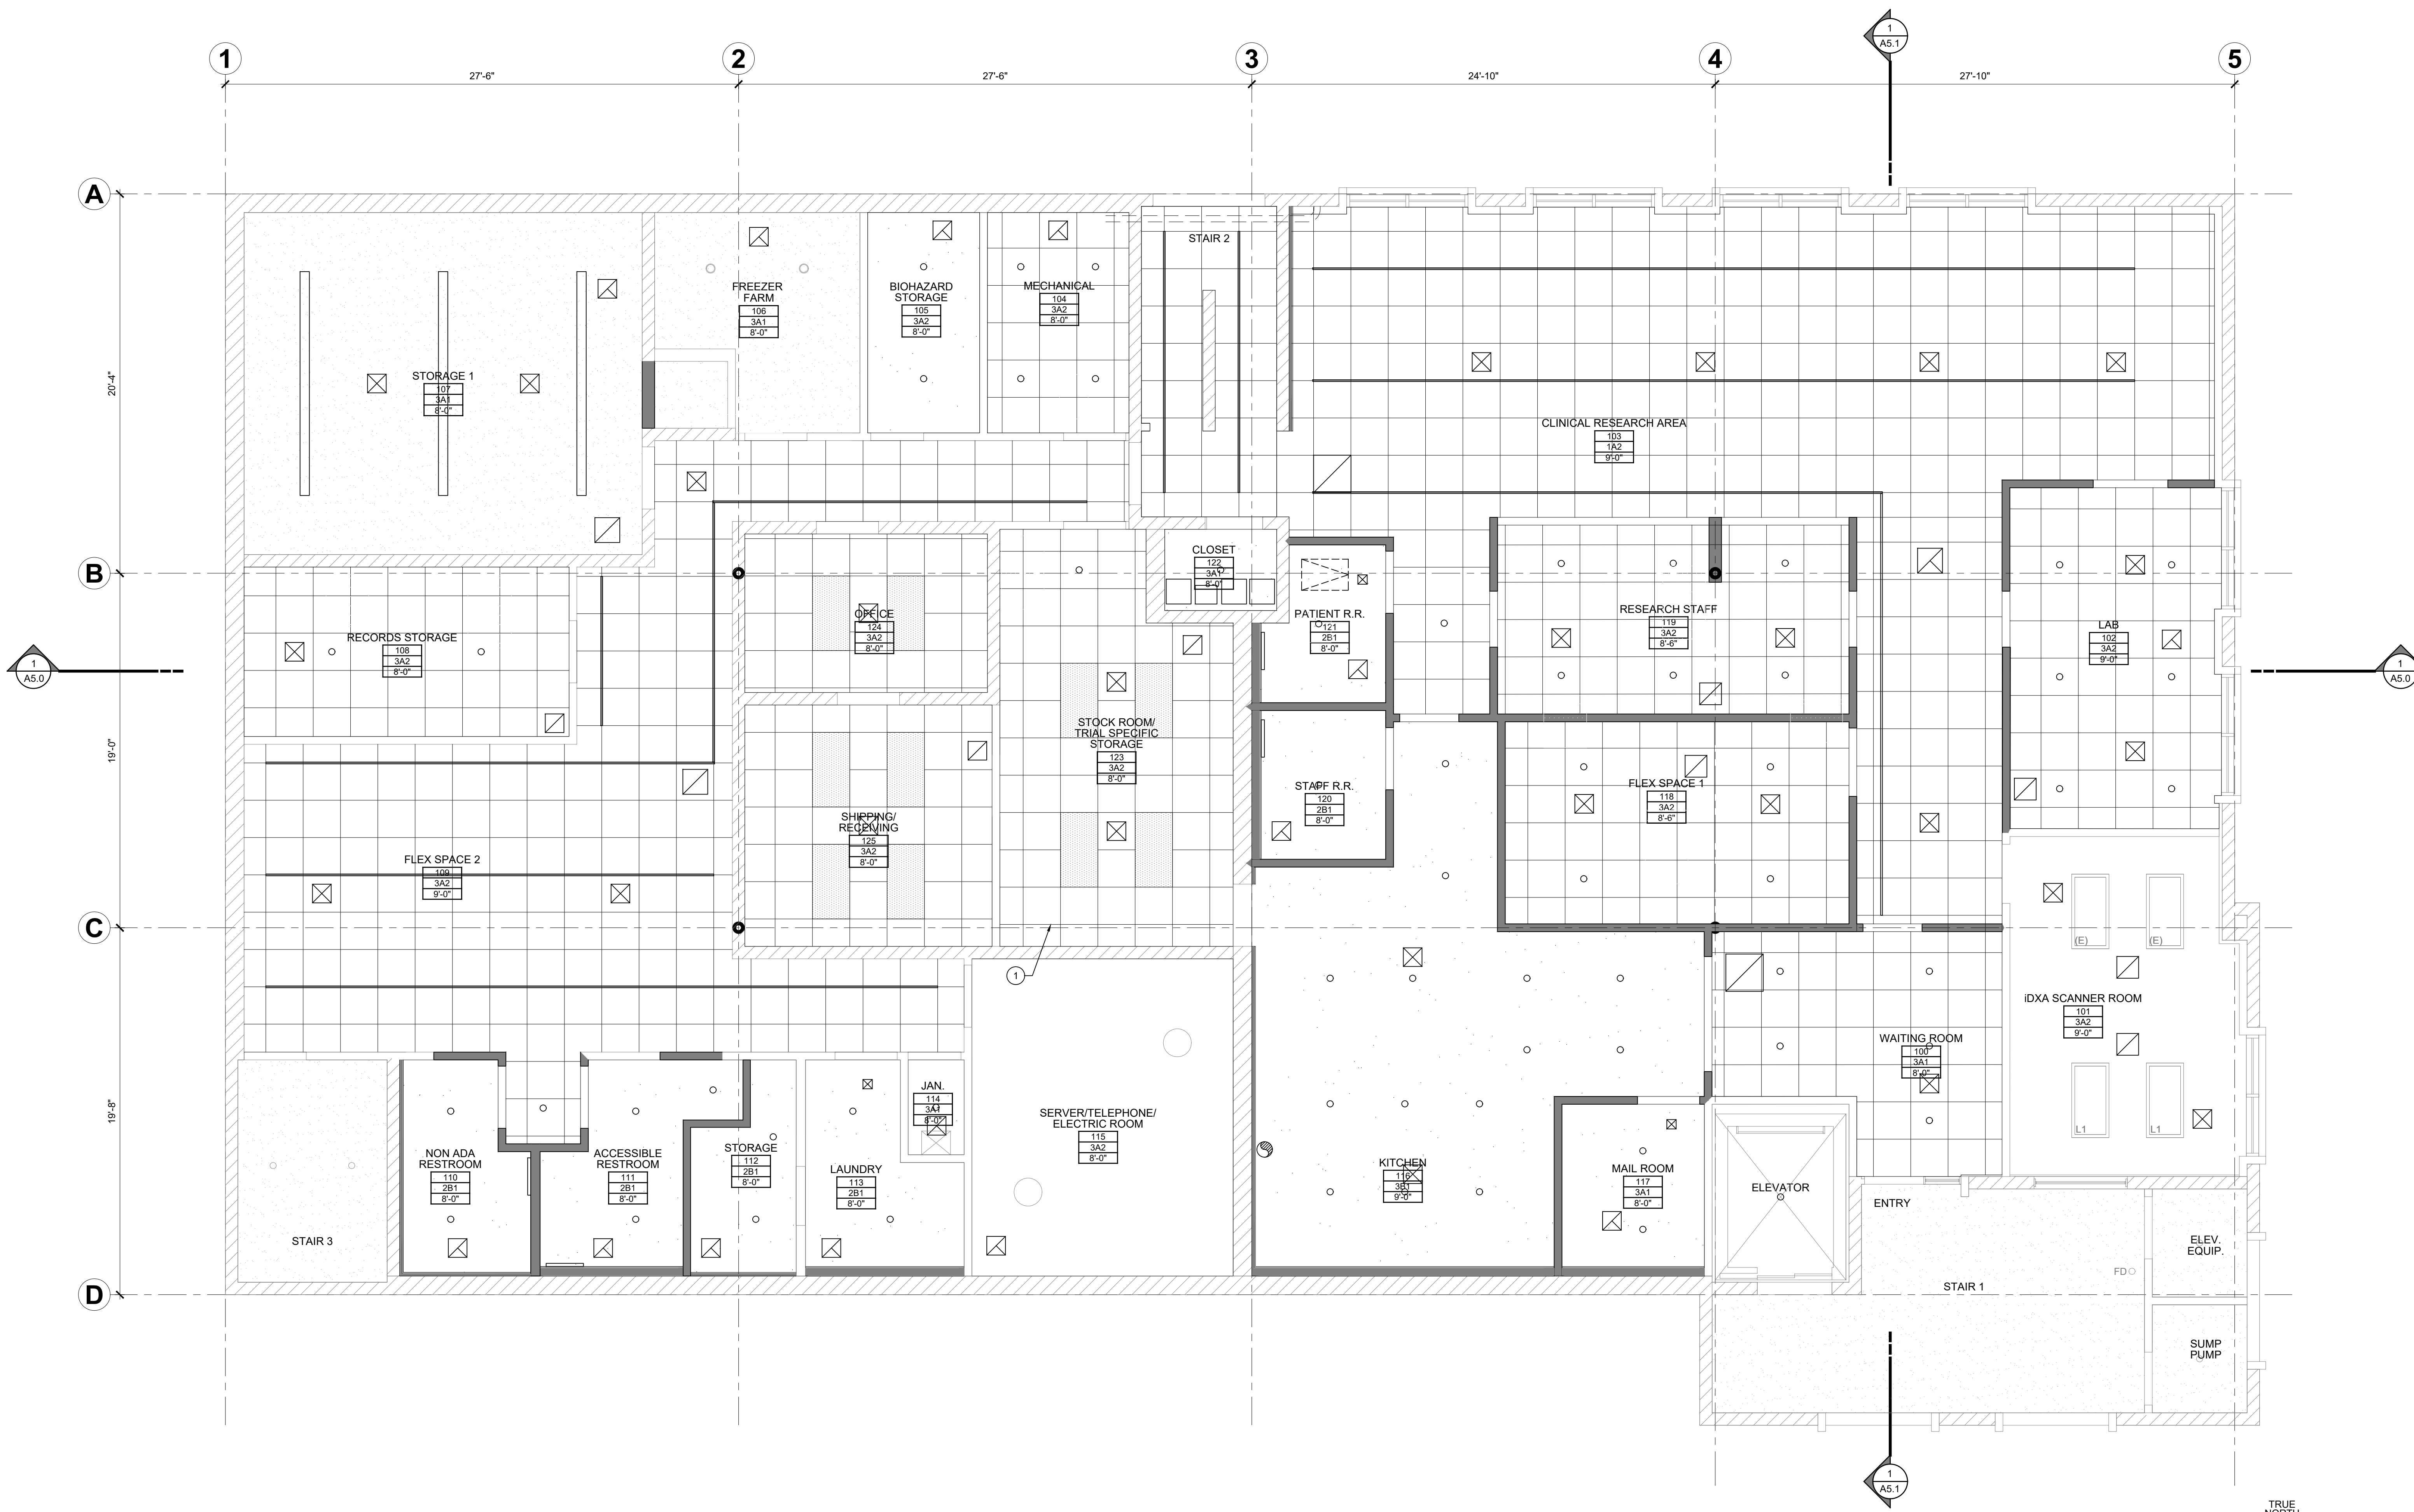 1
A5.1
1
2
3
4
5
27'-6"
27'-6"
24'-10"
27'-10"
A
B
C
D
20'-4"
19'-0"
19'-8"
1
A5.0
1
A5.0
STAIR 2
FREEZER
FARM
106
3A1
8'-0"
BIOHAZARD
STORAGE
105
3A2
8'-0"
MECHANICAL
104
3A2
8'-0"
STORAGE 1
107
3A1
8'-0"
CLINICAL RESEARCH AREA
103
1A2
9'-0"
CLOSET
122
3A1
8'-0"
OFFICE
124
3A2
8'-0"
PATIENT R.R.
121
2B1
8'-0"
RESEARCH STAFF
119
3A2
8'-6"
LAB
102
3A2
9'-0"
RECORDS STORAGE
108
3A2
8'-0"
STOCK ROOM/
TRIAL SPECIFIC
STORAGE
123
3A2
8'-0"
STAFF R.R.
120
2B1
8'-0"
FLEX SPACE 1
118
3A2
8'-6"
SHIPPING/
RECEIVING
125
3A2
8'-0"
FLEX SPACE 2
109
3A2
9'-0"
1
(E)
(E)
iDXA SCANNER ROOM
101
3A2
9'-0"
WAITING ROOM
100
3A1
8'-0"
L1
L1
JAN.
114
3A1
8'-0"
SERVER/TELEPHONE/
ELECTRIC ROOM
115
3A2
8'-0"
NON ADA
RESTROOM
110
2B1
8'-0"
ACCESSIBLE
RESTROOM
111
2B1
8'-0"
STORAGE
112
2B1
8'-0"
LAUNDRY
113
2B1
8'-0"
KITCHEN
116
3B1
9'-0"
MAIL ROOM
117
3A1
8'-0"
ELEVATOR
ENTRY
STAIR 3
ELEV.
EQUIP.
FD
STAIR 1
SUMP
PUMP
1
A5.1
TRUE
NORTH